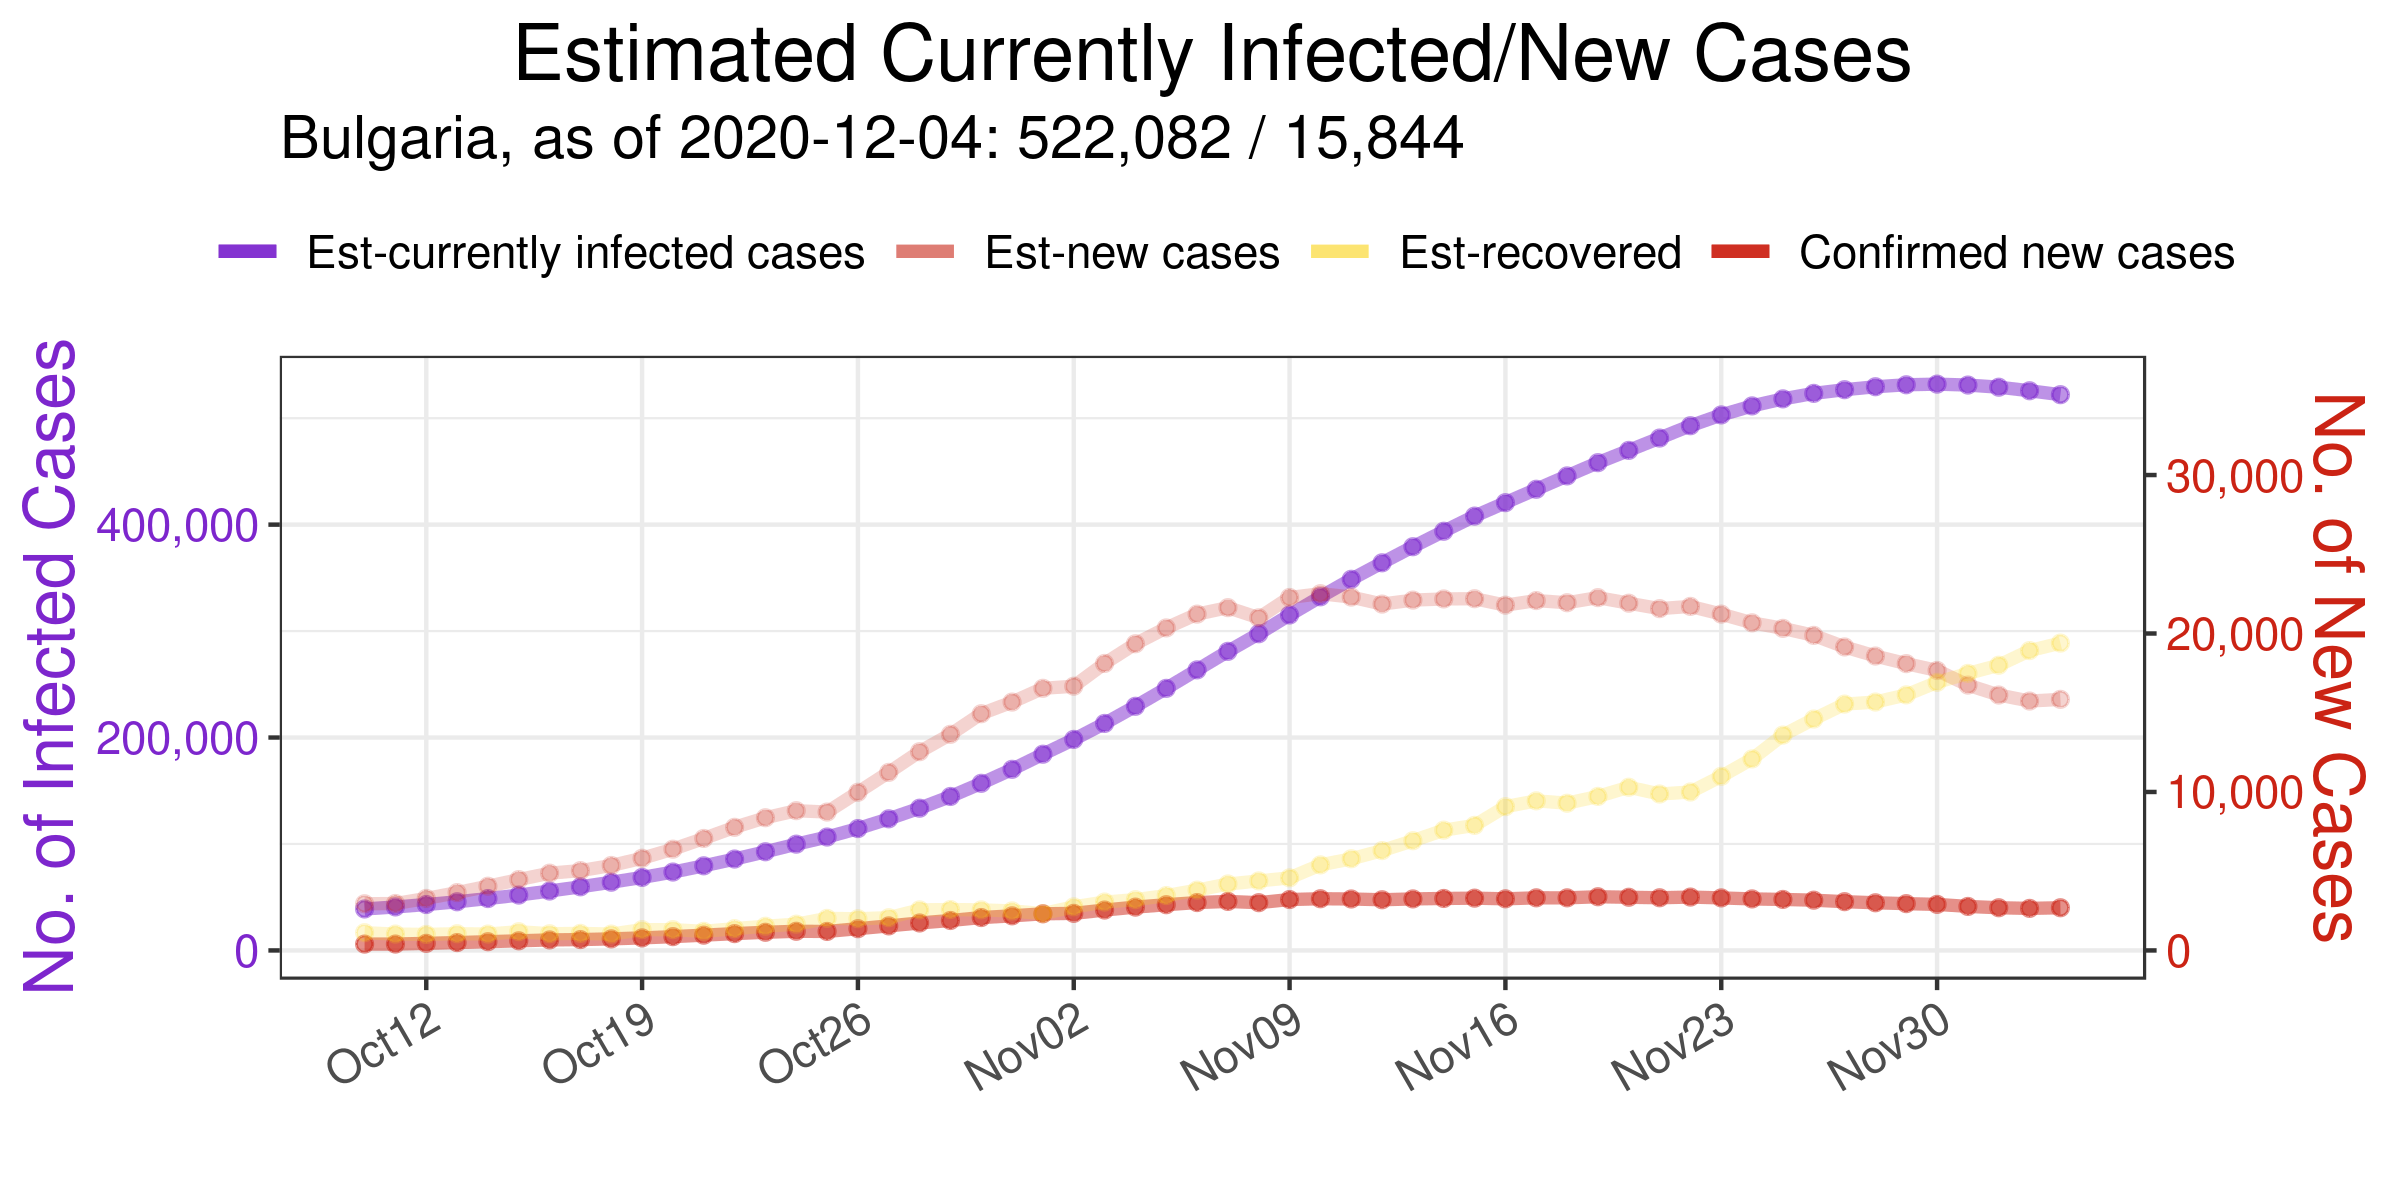 Estimated Currently Infected/New Cases
Bulgaria, as of 2020-12-04: 522,082 / 15,844
Est-currently infected cases Est-new cases Est-recovered Confirmed new cases
No. of Infected Cases
400,000
200,000
0
30,000
20,000
10,000
0
No. of New Cases
Oct12 Oct19 Oct26 Nov02 Nov09 Nov16 Nov23 Nov30